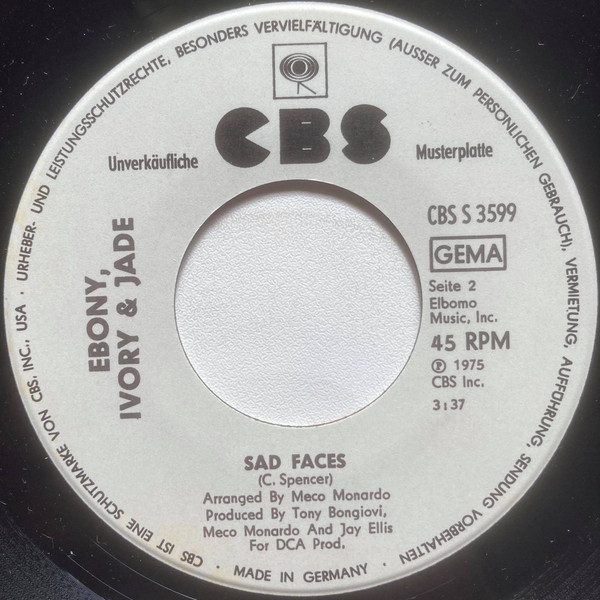 CBS
Unverkäufliche
Musterplatte
EBONY,
IVORY & JADE
CBS S 3599
GEMA
Seite 2
Elbomo
Music, Inc.
45 RPM
℗ 1975
CBS Inc.
3:37
SAD FACES
(C. Spencer)
Arranged By Meco Monardo
Produced By Tony Bongiovi,
Meco Monardo And Jay Ellis
For DCA Prod.
· CBS IST EINE SCHUTZMARKE VON CBS, INC., USA · URHEBER- UND LEISTUNGSSCHUTZRECHTE, BESONDERS VERVIELFÄLTIGUNG (AUSSER ZUM PERSÖNLICHEN GEBRAUCH), VERMIETUNG, AUFFÜHRUNG, SENDUNG VORBEHALTEN · MADE IN GERMANY